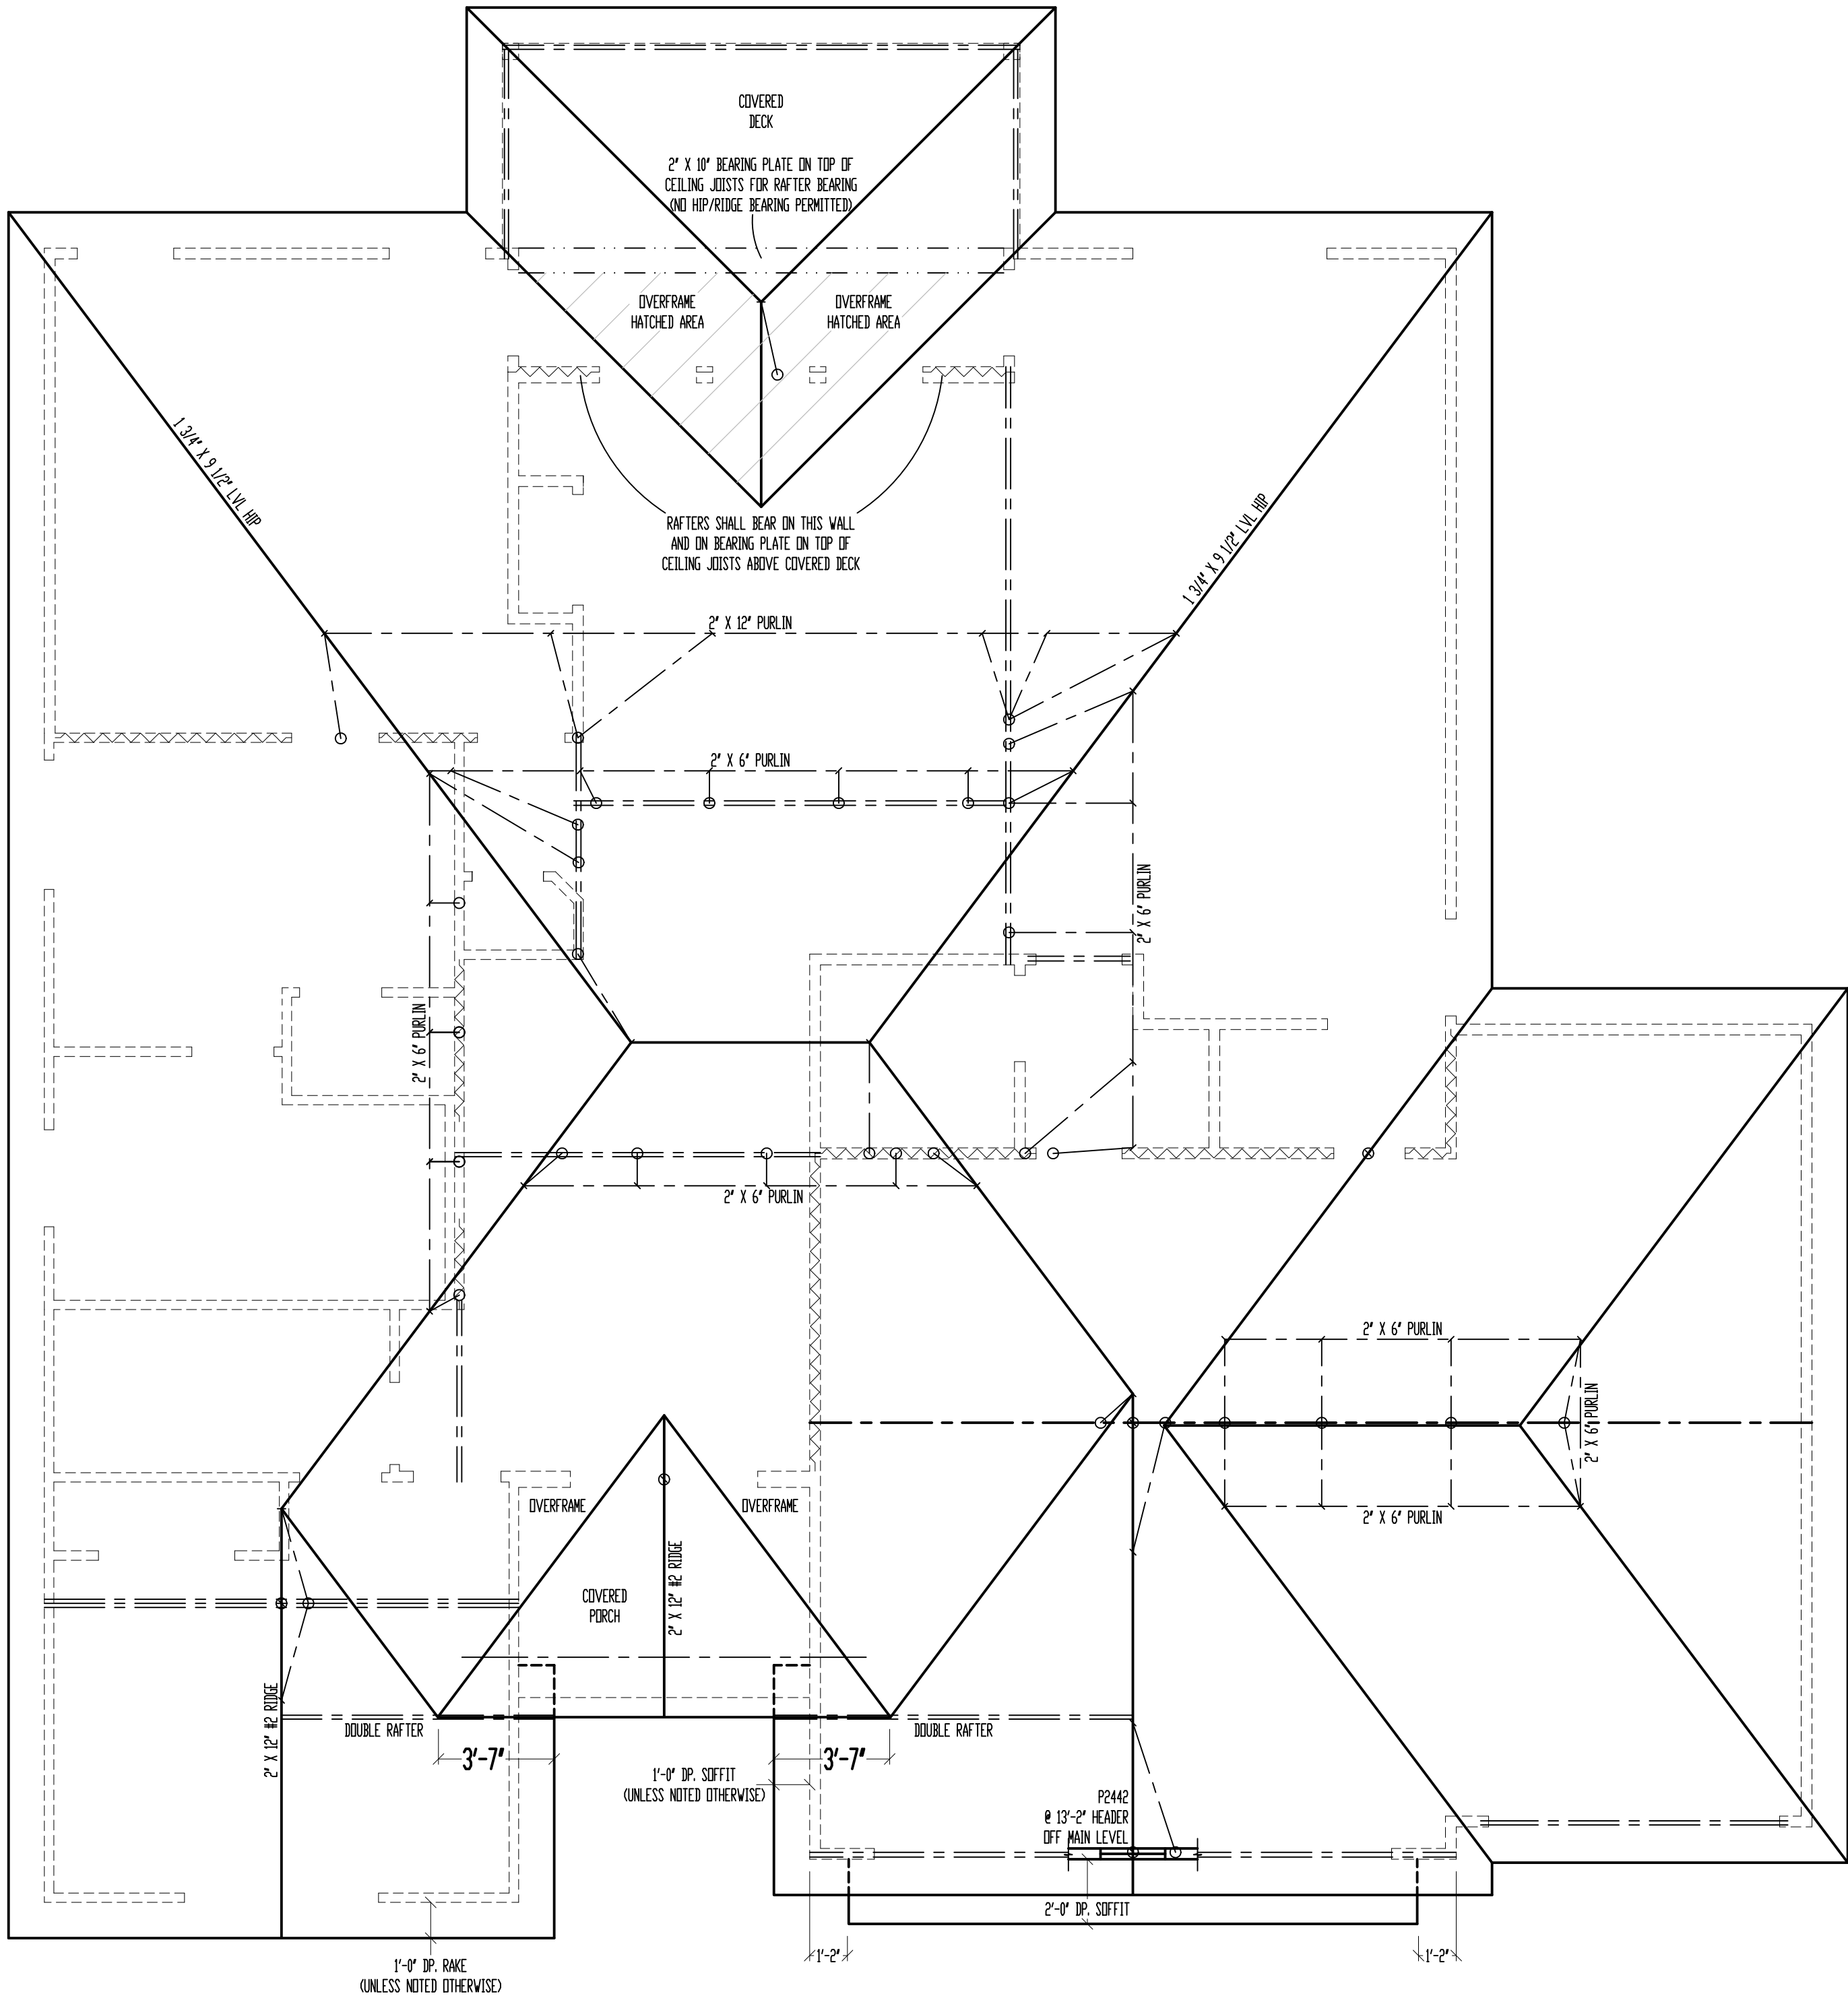 COVERED
DECK
2" X 10" BEARING PLATE ON TOP OF
CEILING JOISTS FOR RAFTER BEARING
(NO HIP/RIDGE BEARING PERMITTED)
OVERFRAME
HATCHED AREA
OVERFRAME
HATCHED AREA
1 3/4" X 9 1/2" LVL HIP
1 3/4" X 9 1/2" LVL HIP
RAFTERS SHALL BEAR ON THIS WALL
AND ON BEARING PLATE ON TOP OF
CEILING JOISTS ABOVE COVERED DECK
2" X 12" PURLIN
2" X 6" PURLIN
2" X 6" PURLIN
2" X 6" PURLIN
2" X 6" PURLIN
2" X 6" PURLIN
2" X 6" PURLIN
2" X 6" PURLIN
OVERFRAME
OVERFRAME
COVERED
PORCH
2" X 12" #2 RIDGE
2" X 12" #2 RIDGE
DOUBLE RAFTER
DOUBLE RAFTER
3'-7"
3'-7"
1'-0" DP. SOFFIT
(UNLESS NOTED OTHERWISE)
P2442
@ 13'-2" HEADER
OFF MAIN LEVEL
2'-0" DP. SOFFIT
1'-2"
1'-2"
1'-0" DP. RAKE
(UNLESS NOTED OTHERWISE)